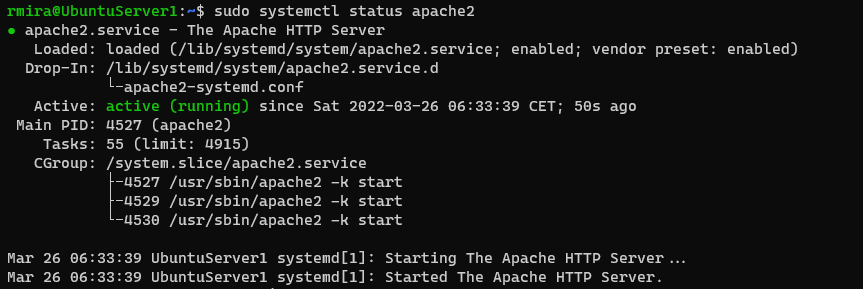 rmira@UbuntuServer1:~$ sudo systemctl status apache2
● apache2.service - The Apache HTTP Server
   Loaded: loaded (/lib/systemd/system/apache2.service; enabled; vendor preset: enabled)
  Drop-In: /lib/systemd/system/apache2.service.d
           └─apache2-systemd.conf
   Active: active (running) since Sat 2022-03-26 06:33:39 CET; 50s ago
 Main PID: 4527 (apache2)
    Tasks: 55 (limit: 4915)
   CGroup: /system.slice/apache2.service
           ├─4527 /usr/sbin/apache2 -k start
           ├─4529 /usr/sbin/apache2 -k start
           └─4530 /usr/sbin/apache2 -k start

Mar 26 06:33:39 UbuntuServer1 systemd[1]: Starting The Apache HTTP Server...
Mar 26 06:33:39 UbuntuServer1 systemd[1]: Started The Apache HTTP Server.